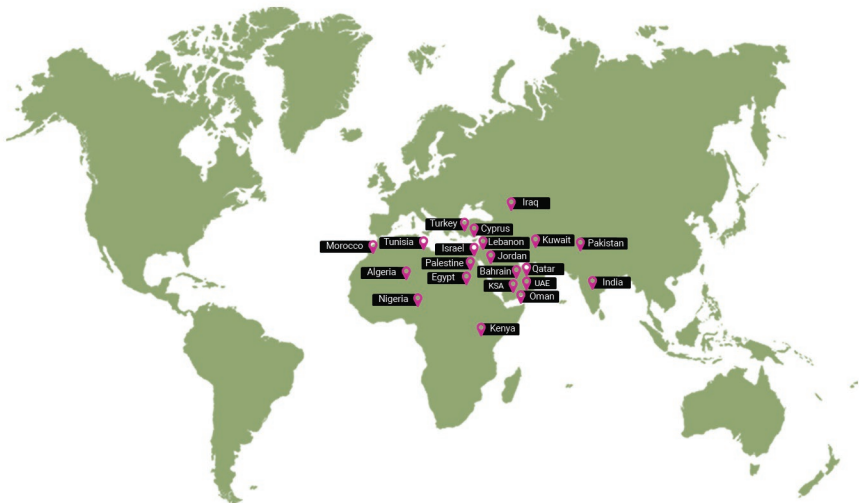 Iraq
Turkey
Cyprus
Morocco
Tunisia
Israel
Lebanon
Kuwait
Pakistan
Jordan
Palestine
Algeria
Egypt
Bahrain
Qatar
KSA
UAE
India
Nigeria
Oman
Kenya